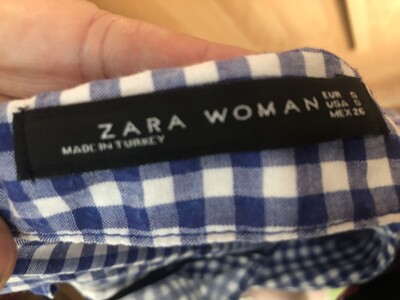 ZARA WOMAN
MADE IN TURKEY
EUR S
USA S
MEX 26